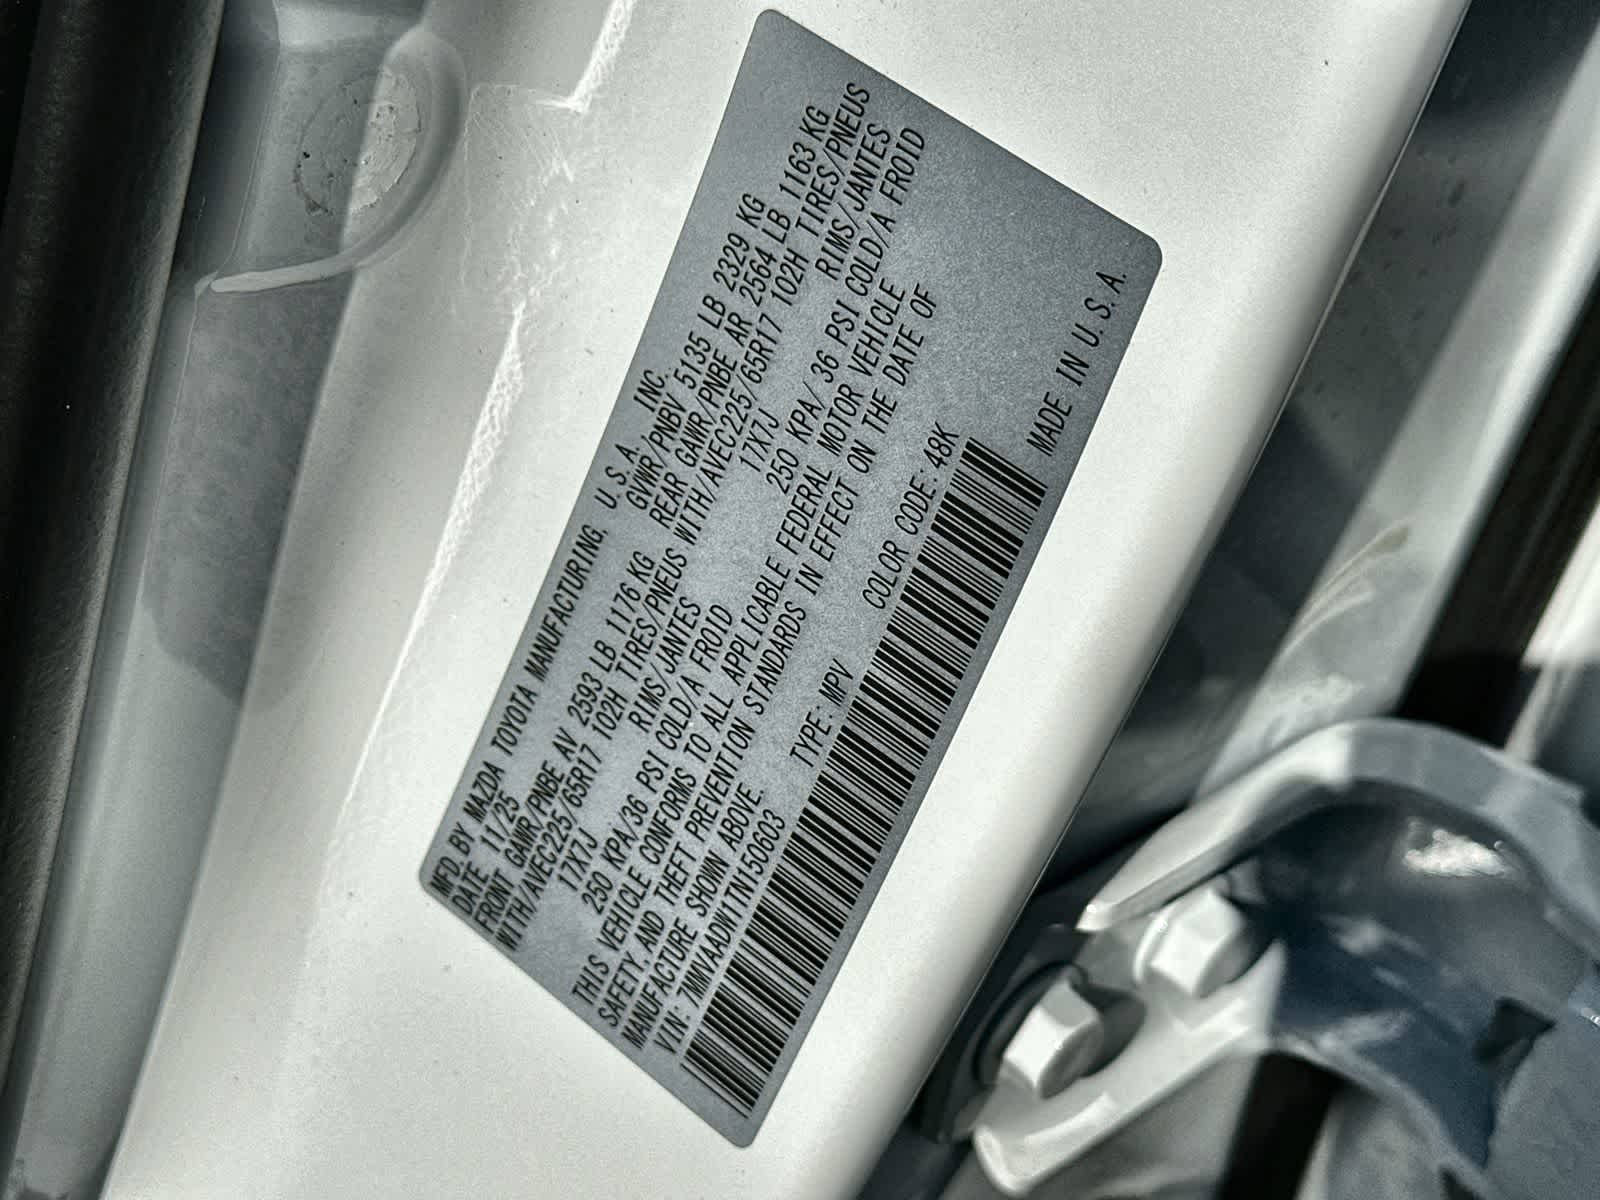 MFD. BY MAZDA TOYOTA MANUFACTURING, U.S.A. INC.
DATE 11/25 GVWR/PNBV 5135 LB 2329 KG
FRONT GAWR/PNBE AV 2593 LB 1176 KG REAR GAWR/PNBE AR 2564 LB 1163 KG
WITH/AVEC225/65R17 102H TIRES/PNEUS WITH/AVEC225/65R17 102H TIRES/PNEUS
17X7J RIMS/JANTES 17X7J RIMS/JANTES
250 KPA/36 PSI COLD/A FROID 250 KPA/ 36 PSI COLD/A FROID
THIS VEHICLE CONFORMS TO ALL APPLICABLE FEDERAL MOTOR VEHICLE
SAFETY, AND THEFT PREVENTION STANDARDS IN EFFECT ON THE DATE OF
MANUFACTURE SHOWN ABOVE.
VIN: 7MMVAADW1TN150603 TYPE: MPV COLOR CODE: 48K
MADE IN U.S.A.